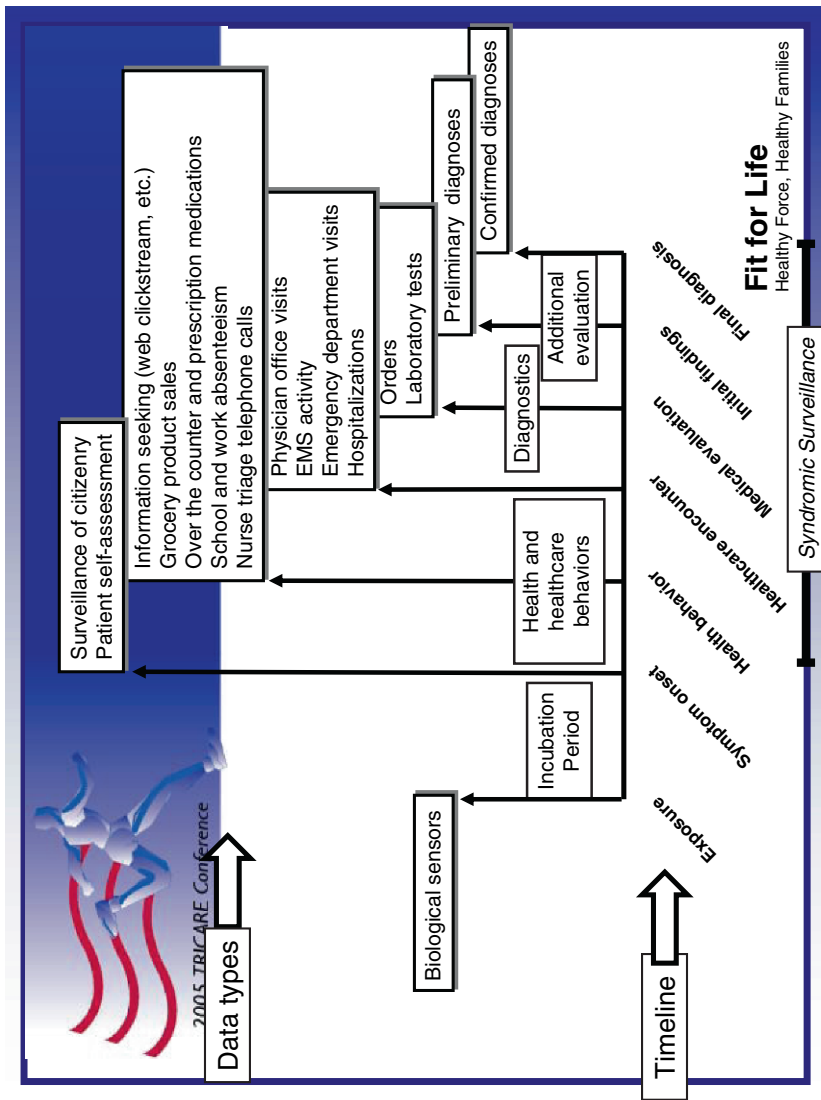 2005 TRICARE Conference
Data types
Surveillance of citizenry
Patient self-assessment
Information seeking (web clickstream, etc.)
Grocery product sales
Over the counter and prescription medications
School and work absenteeism
Nurse triage telephone calls
Physician office visits
EMS activity
Emergency department visits
Hospitalizations
Orders
Laboratory tests
Preliminary diagnoses
Confirmed diagnoses
Biological sensors
Incubation
Period
Health and
healthcare
behaviors
Diagnostics
Additional
evaluation
Timeline
Exposure
Symptom onset
Health behavior
Healthcare encounter
Medical evaluation
Initial findings
Final diagnosis
Fit for Life
Healthy Force, Healthy Families
Syndromic Surveillance